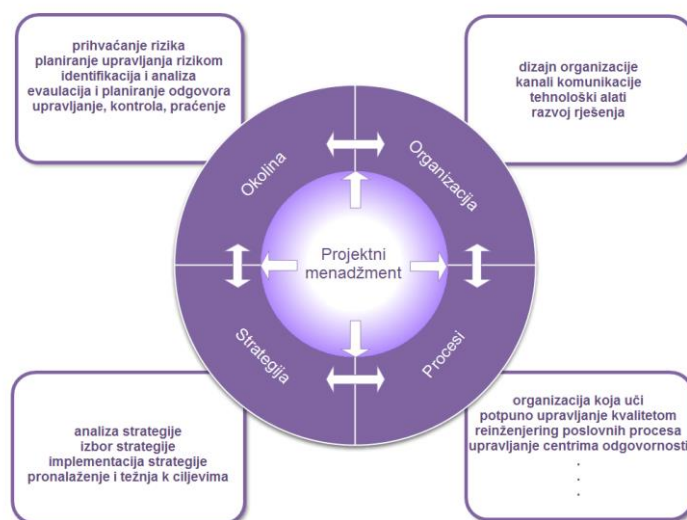 prihvaćanje rizika
planiranje upravljanja rizikom
identifikacija i analiza
evaulacija i planiranje odgovora
upravljanje, kontrola, praćenje
dizajn organizacije
kanali komunikacije
tehnološki alati
razvoj rješenja
Okolina
Organizacija
Projektni
menadžment
Strategija
Procesi
analiza strategije
izbor strategije
implementacija strategije
pronalaženje i težnja k ciljevima
organizacija koja uči
potpuno upravljanje kvalitetom
reinženjering poslovnih procesa
upravljanje centrima odgovornosti
.
.
.